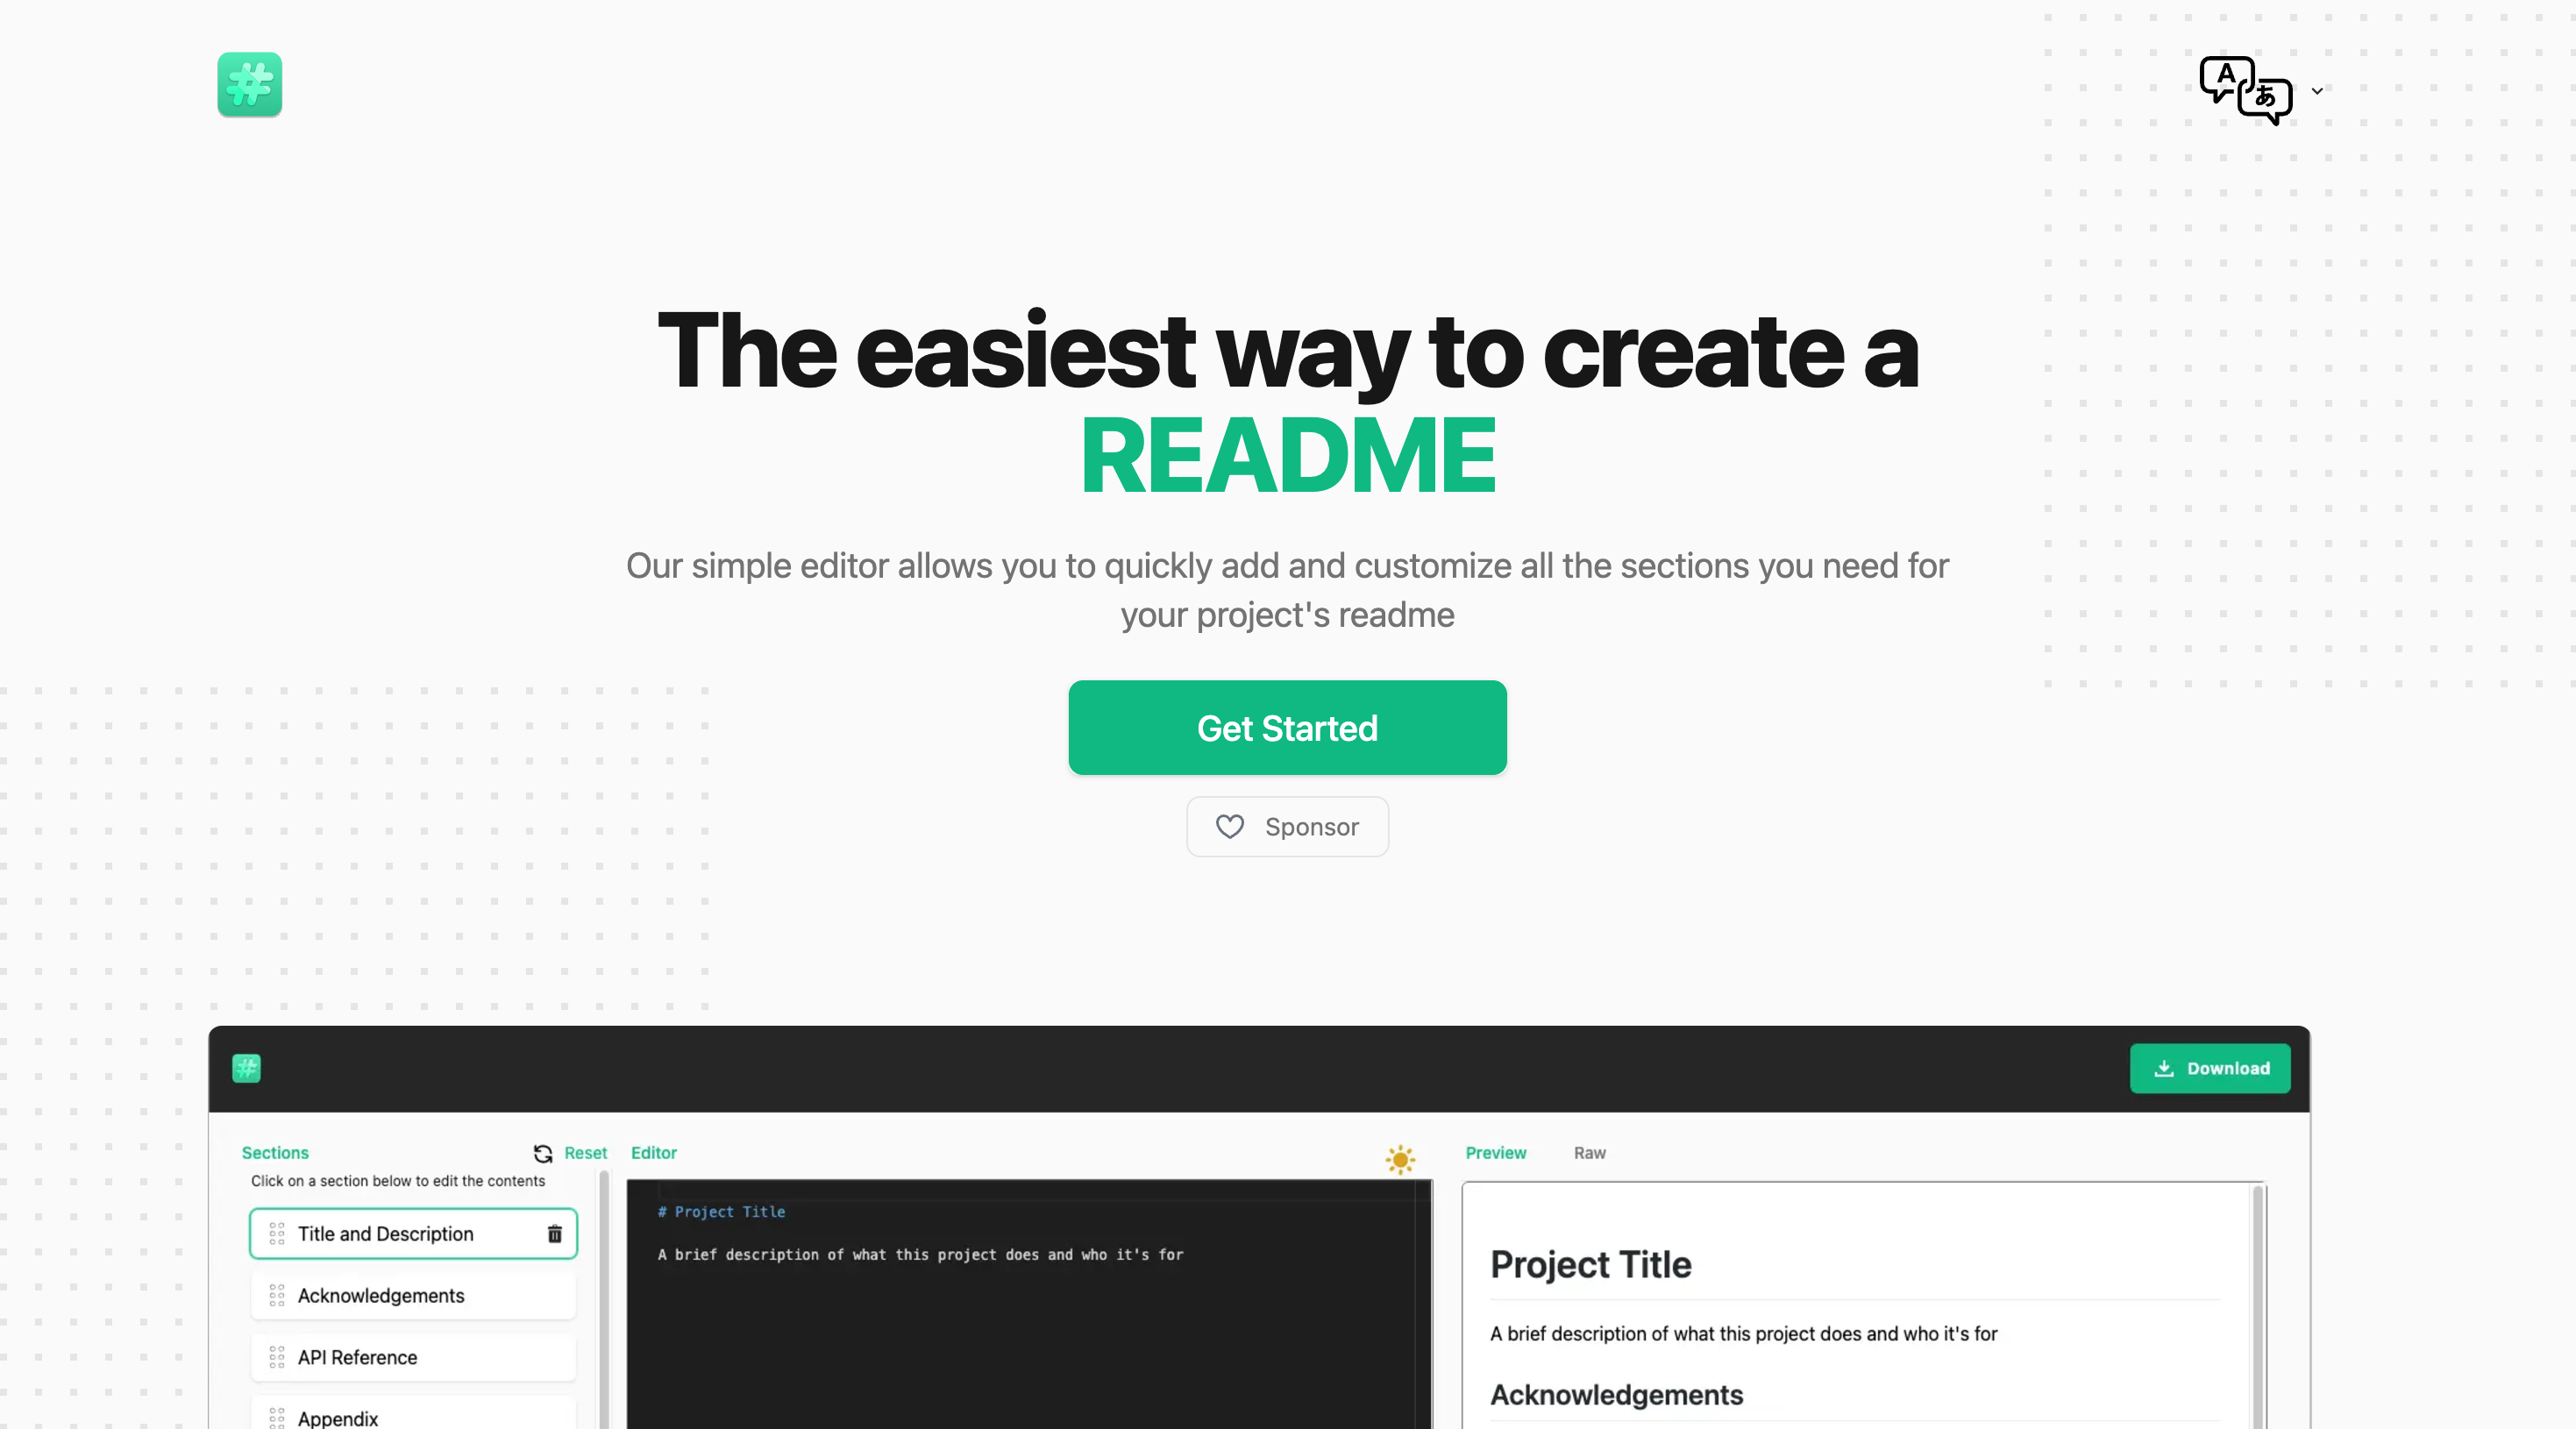 A
あ
The easiest way to create a
README
Our simple editor allows you to quickly add and customize all the sections you need for
your project's readme
Get Started
Sponsor
Download
Sections
Reset
Click on a section below to edit the contents
Title and Description
Acknowledgements
API Reference
Appendix
Editor
# Project Title
A brief description of what this project does and who it's for
Preview
Raw
Project Title
A brief description of what this project does and who it's for
Acknowledgements